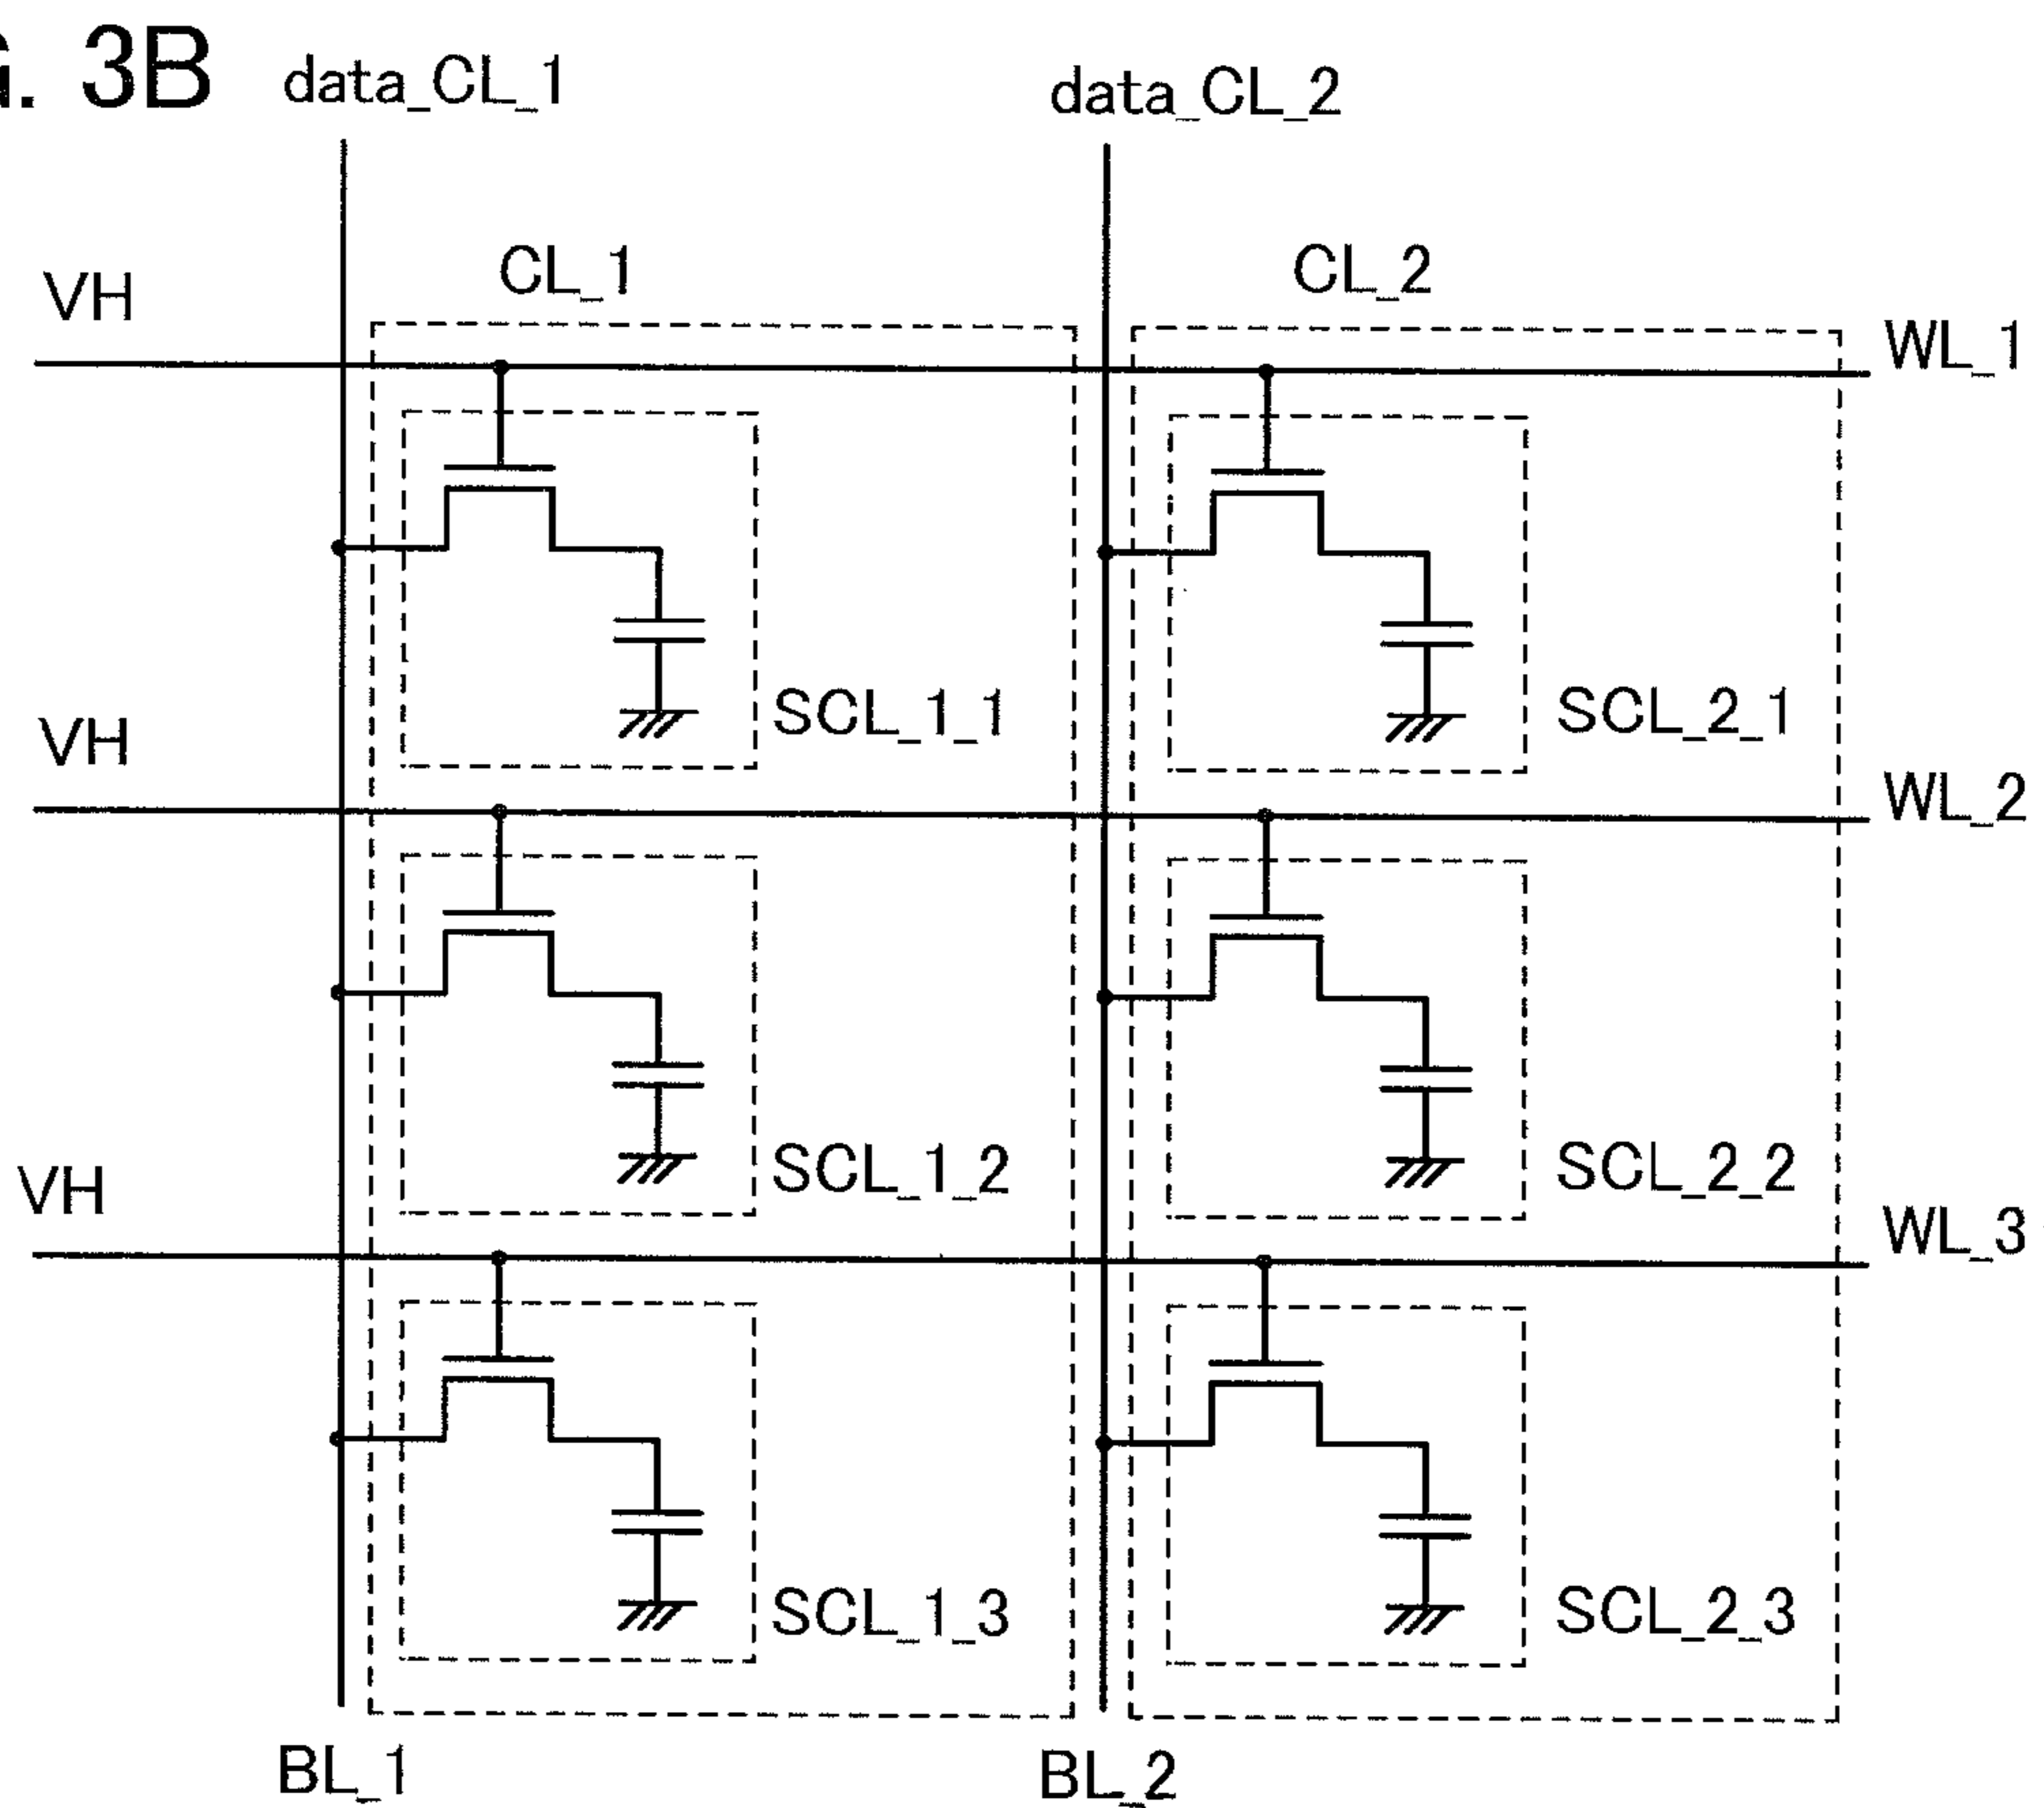 G. 3B
data_CL_1
data_CL_2
CL_1
CL_2
VH
WL_1
SCL_1_1
SCL_2_1
VH
WL_2
SCL_1_2
SCL_2_2
VH
WL_3
SCL_1_3
SCL_2_3
BL_1
BL_2